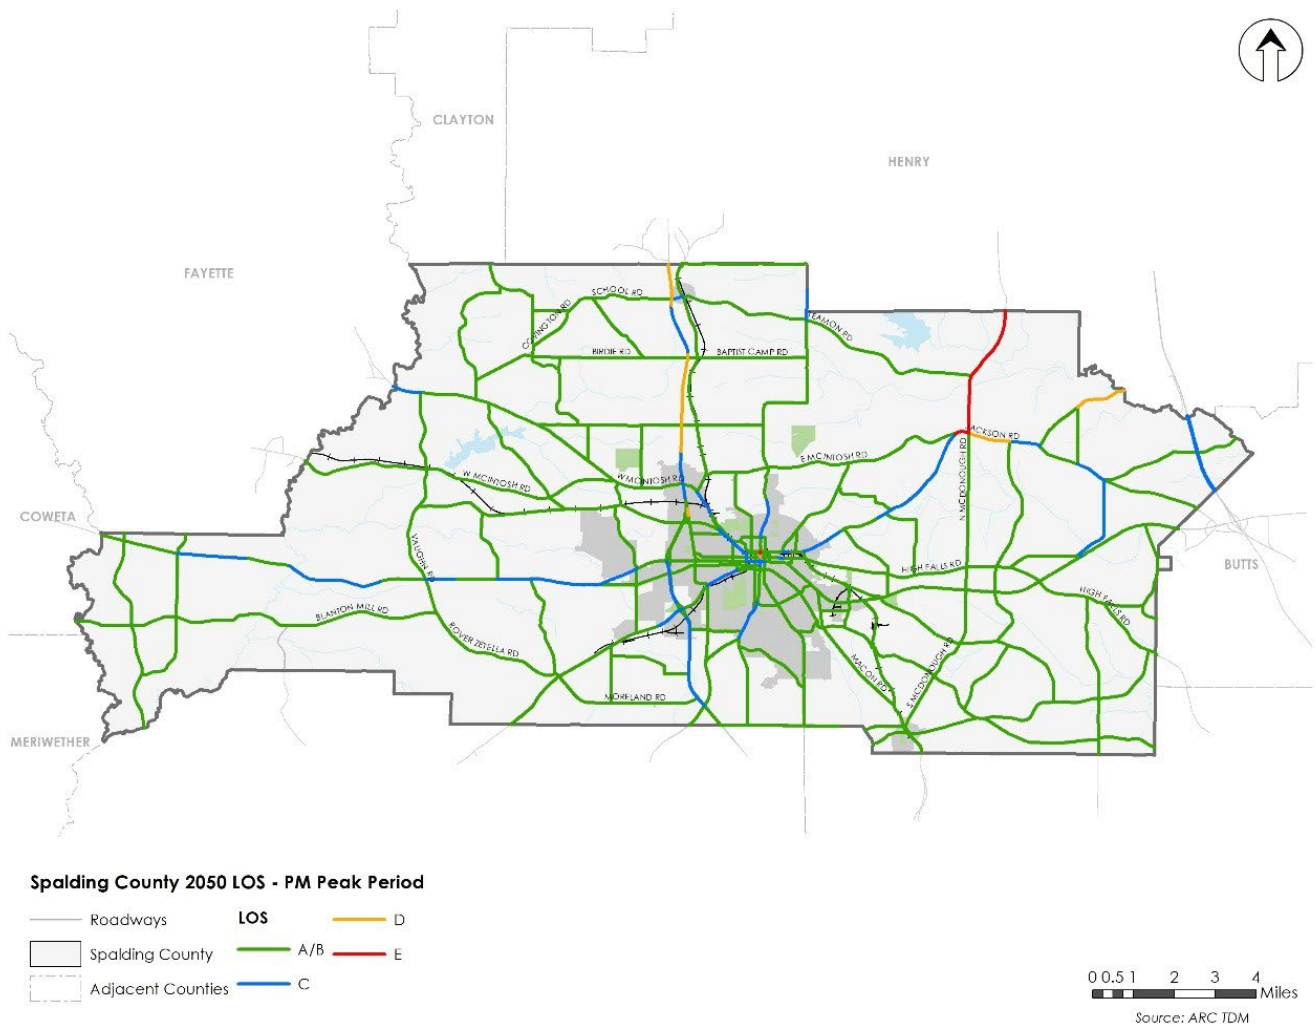 CLAYTON
HENRY
FAYETTE
SCHOOL RD
COVINGTON RD
TEAMON RD
BIRDIE RD
BAPTIST CAMP RD
JACKSON RD
E MCINTOSH RD
W MCINTOSH RD
W MCINTOSH RD
N MCDONOUGH RD
COWETA
VAUGHN RD
HIGH FALLS RD
BUTTS
HIGH FALLS RD
BLANTON MILL RD
ROVER ZETELLA RD
MACON RD
S MCDONOUGH RD
MORELAND RD
MERIWETHER
Spalding County 2050 LOS - PM Peak Period
Roadways
LOS
D
Spalding County
A/B
E
Adjacent Counties
C
0 0.5 1 2 3 4
Miles
Source: ARC TDM